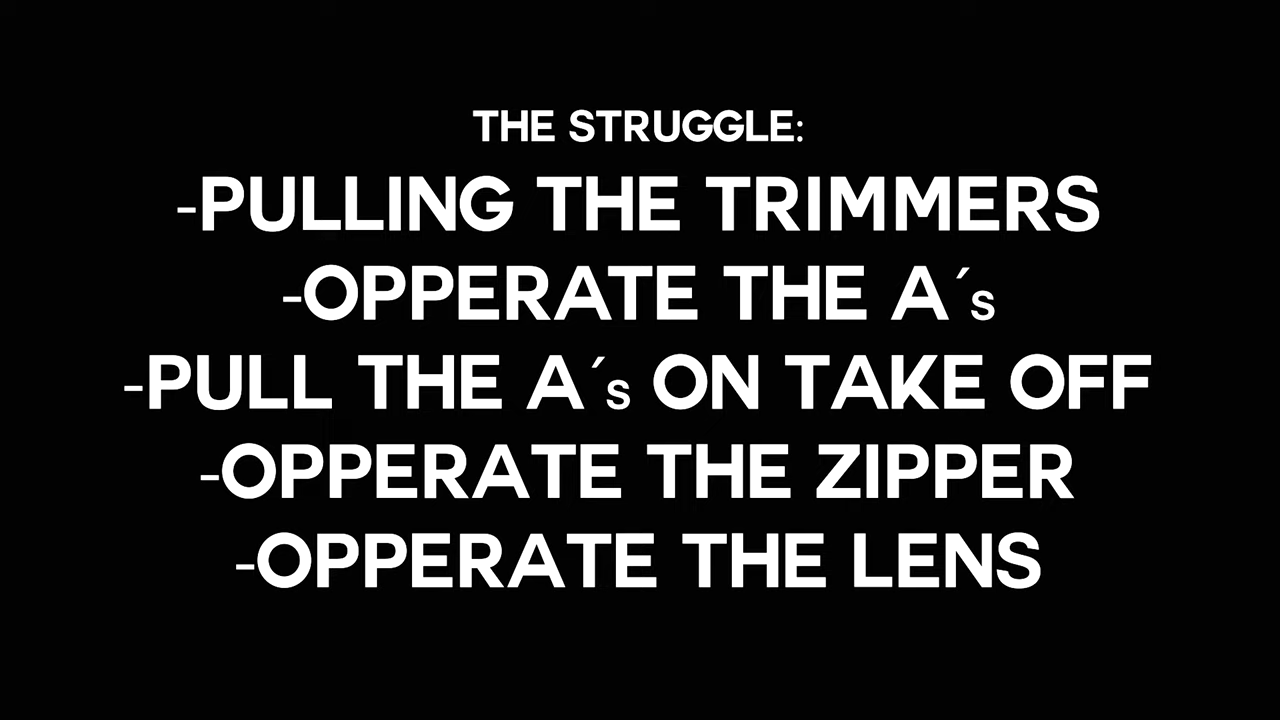 THE STRUGGLE:
-PULLING THE TRIMMERS
-OPPERATE THE A´s
-PULL THE A´s ON TAKE OFF
-OPPERATE THE ZIPPER
-OPPERATE THE LENS